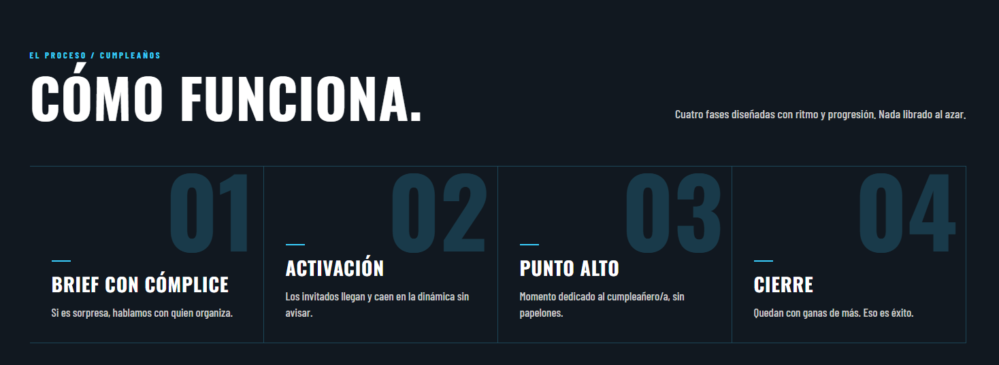 EL PROCESO / CUMPLEAÑOS
CÓMO FUNCIONA.
Cuatro fases diseñadas con ritmo y progresión. Nada librado al azar.
01
BRIEF CON CÓMPLICE
Si es sorpresa, hablamos con quien organiza.
02
ACTIVACIÓN
Los invitados llegan y caen en la dinámica sin
avisar.
03
PUNTO ALTO
Momento dedicado al cumpleañero/a, sin
papelones.
04
CIERRE
Quedan con ganas de más. Eso es éxito.